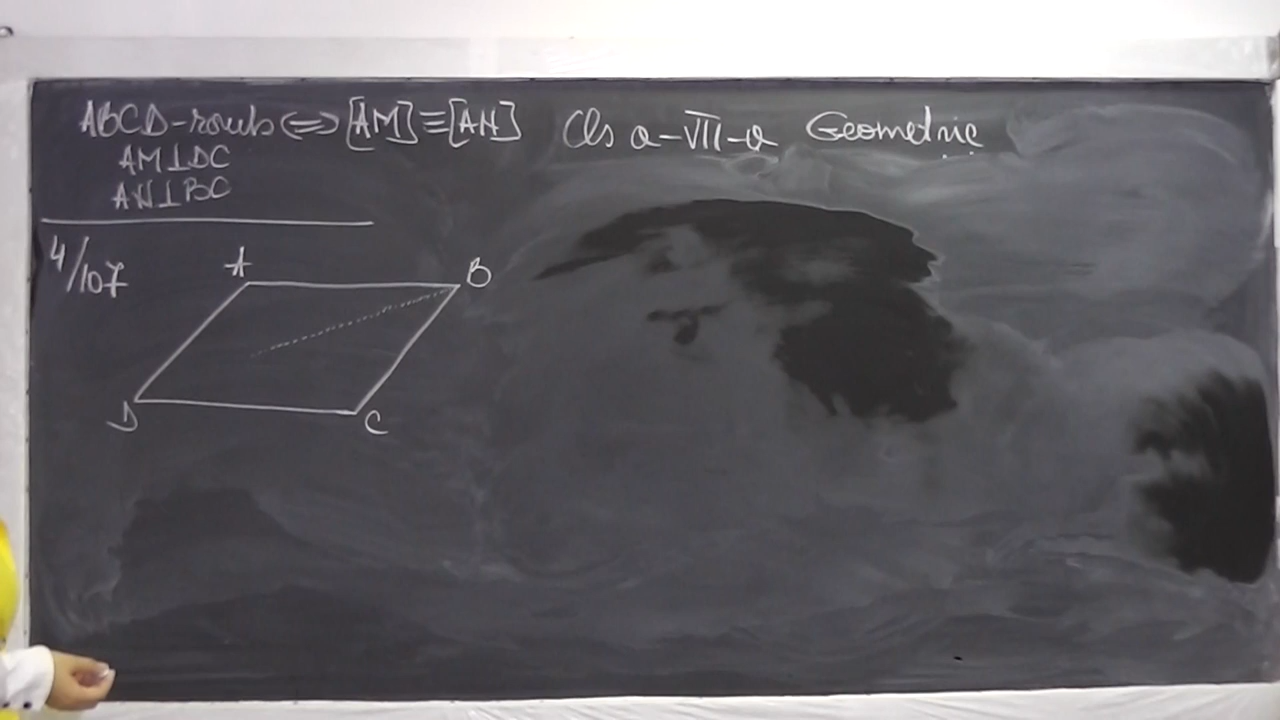 ABCD-romb ⇔ [AM] ≡ [AN] Cls a-VII-a Geometrie
AM⊥DC
AN⊥BC
4/107
A B
D C